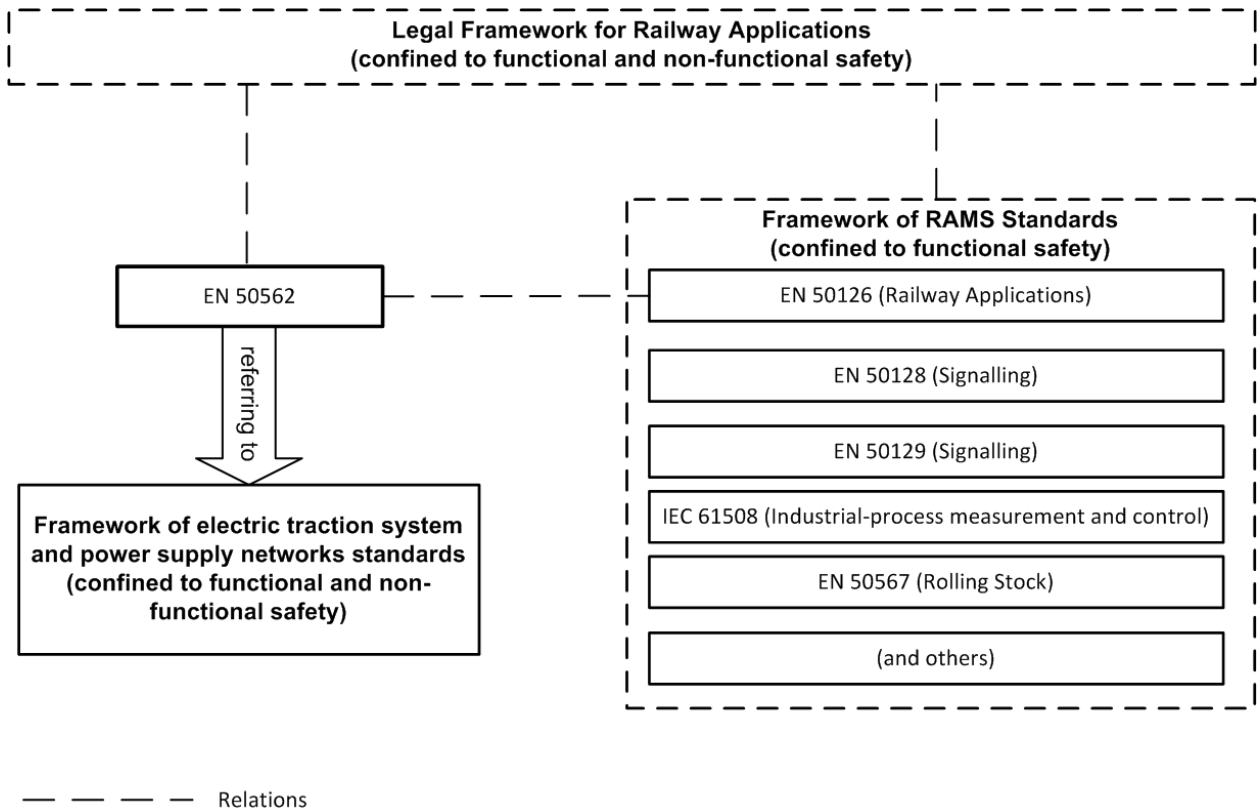 Legal Framework for Railway Applications
(confined to functional and non-functional safety)
Framework of RAMS Standards
(confined to functional safety)
EN 50562
EN 50126 (Railway Applications)
EN 50128 (Signalling)
referring to
EN 50129 (Signalling)
IEC 61508 (Industrial-process measurement and control)
Framework of electric traction system
and power supply networks standards
(confined to functional and non-
functional safety)
EN 50567 (Rolling Stock)
(and others)
Relations